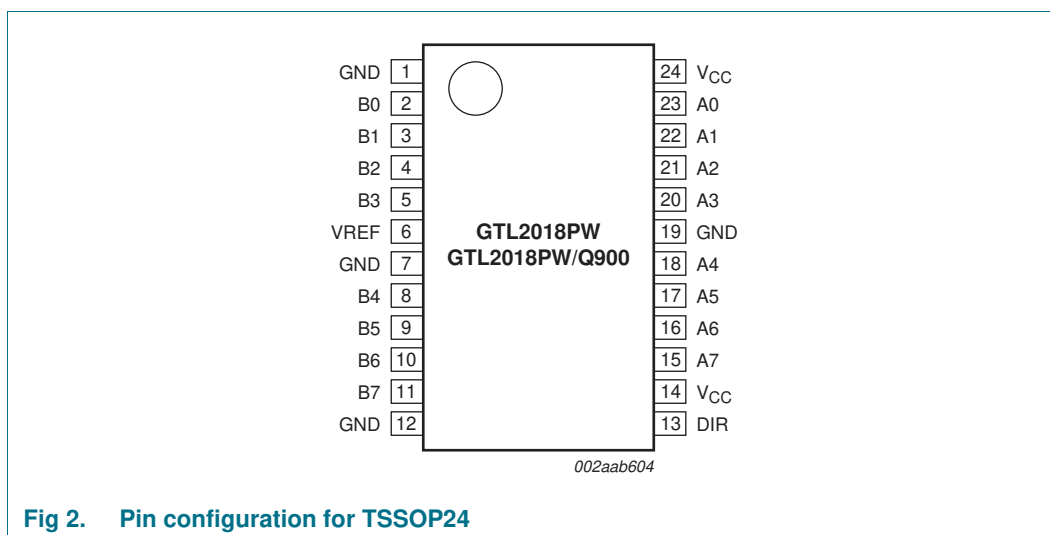 GND 1 24 VCC
B0 2 23 A0
B1 3 22 A1
B2 4 21 A2
B3 5 20 A3
VREF 6 GTL2018PW 19 GND
GND 7 GTL2018PW/Q900 18 A4
B4 8 17 A5
B5 9 16 A6
B6 10 15 A7
B7 11 14 VCC
GND 12 13 DIR
002aab604
Fig 2. Pin configuration for TSSOP24